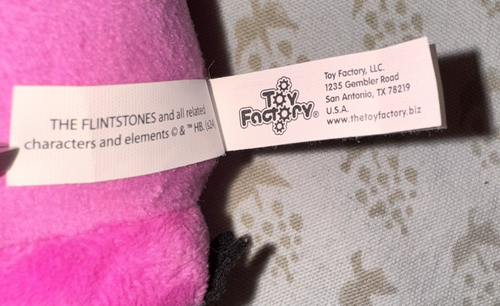 THE FLINTSTONES and all related
characters and elements © & ™ HB. (s24
Toy
Factory®
Toy Factory, LLC.
1235 Gembler Road
San Antonio, TX 78219
U.S.A.
www.thetoyfactory.biz